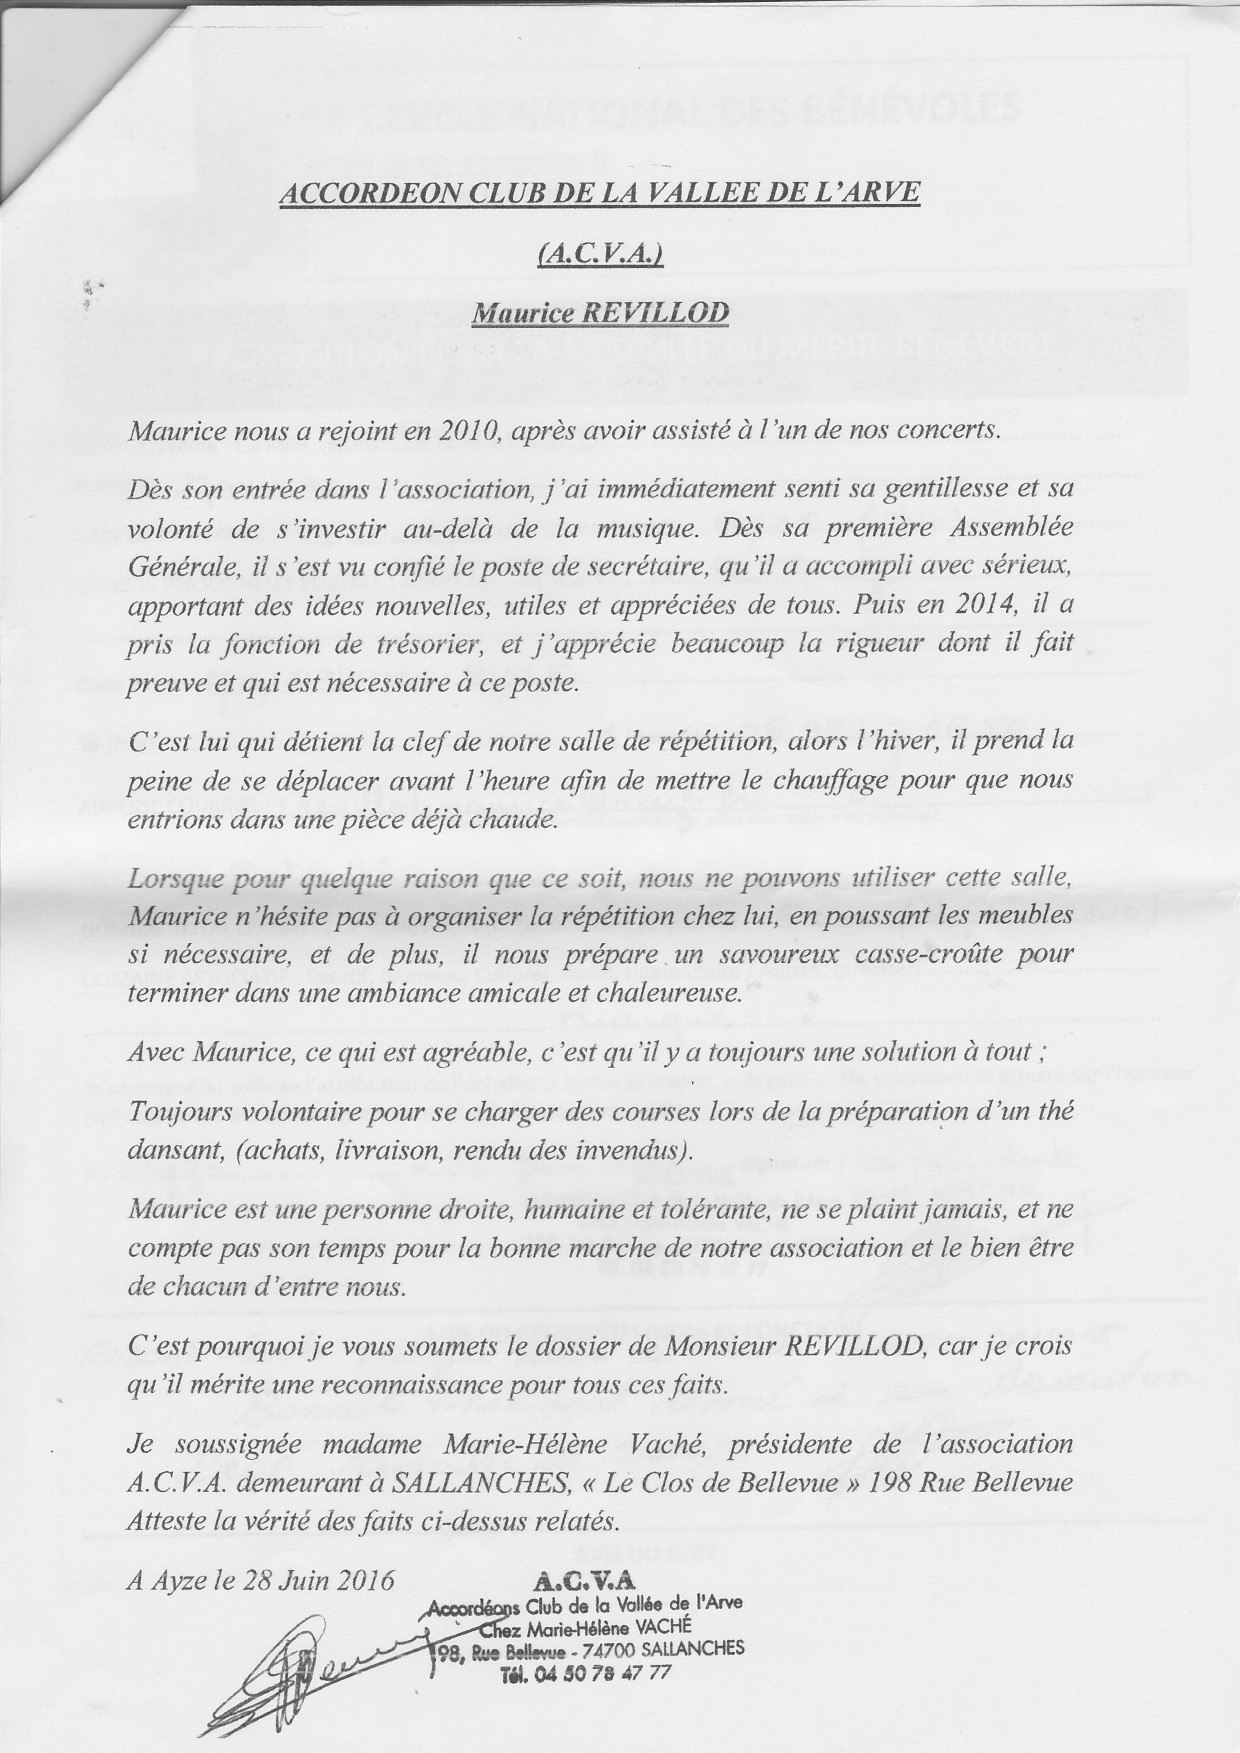 CERCLE NATIONAL DES BÉNÉVOLES
ACCORDEON CLUB DE LA VALLEE DE L'ARVE
(A.C.V.A.)
Maurice REVILLOD
Maurice nous a rejoint en 2010, après avoir assisté à l'un de nos concerts.
Dès son entrée dans l'association, j'ai immédiatement senti sa gentillesse et sa
volonté de s'investir au-delà de la musique. Dès sa première Assemblée
Générale, il s'est vu confié le poste de secrétaire, qu'il a accompli avec sérieux,
apportant des idées nouvelles, utiles et appréciées de tous. Puis en 2014, il a
pris la fonction de trésorier, et j'apprécie beaucoup la rigueur dont il fait
preuve et qui est nécessaire à ce poste.
C'est lui qui détient la clef de notre salle de répétition, alors l'hiver, il prend la
peine de se déplacer avant l'heure afin de mettre le chauffage pour que nous
entrions dans une pièce déjà chaude.
Lorsque pour quelque raison que ce soit, nous ne pouvons utiliser cette salle,
Maurice n'hésite pas à organiser la répétition chez lui, en poussant les meubles
si nécessaire, et de plus, il nous prépare un savoureux casse-croûte pour
terminer dans une ambiance amicale et chaleureuse.
Avec Maurice, ce qui est agréable, c'est qu'il y a toujours une solution à tout ;
Toujours volontaire pour se charger des courses lors de la préparation d'un thé
dansant, (achats, livraison, rendu des invendus).
Maurice est une personne droite, humaine et tolérante, ne se plaint jamais, et ne
compte pas son temps pour la bonne marche de notre association et le bien être
de chacun d'entre nous.
C'est pourquoi je vous soumets le dossier de Monsieur REVILLOD, car je crois
qu'il mérite une reconnaissance pour tous ces faits.
Je soussignée madame Marie-Hélène Vaché, présidente de l'association
A.C.V.A. demeurant à SALLANCHES, « Le Clos de Bellevue » 198 Rue Bellevue
Atteste la vérité des faits ci-dessus relatés.
A Ayze le 28 Juin 2016
A.C.V.A
Accordéons Club de la Vallée de l'Arve
Chez Marie-Hélène VACHÉ
198, Rue Bellevue - 74700 SALLANCHES
Tél. 04 50 78 47 77